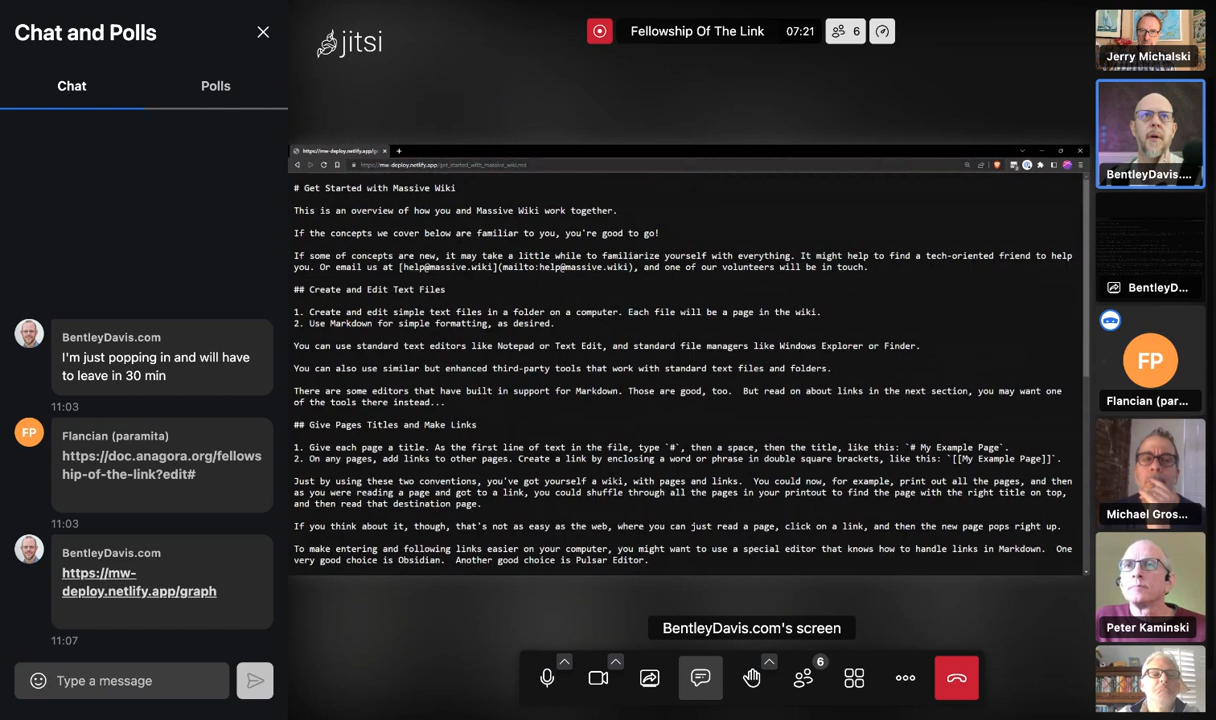 Chat and Polls
Chat
Polls
BentleyDavis.com
I'm just popping in and will have
to leave in 30 min
11:03
FP
Flancian (paramita)
https://doc.anagora.org/fellows
hip-of-the-link?edit#
11:03
BentleyDavis.com
https://mw-
deploy.netlify.app/graph
11:07
Type a message
jitsi
Fellowship Of The Link
07:21
6
https://mw-deploy.netlify.app/g
https://mw-deploy.netlify.app/get_started_with_massive_wiki.md
# Get Started with Massive Wiki
This is an overview of how you and Massive Wiki work together.
If the concepts we cover below are familiar to you, you're good to go!
If some of concepts are new, it may take a little while to familiarize yourself with everything. It might help to find a tech-oriented friend to help
you. Or email us at [help@massive.wiki](mailto:help@massive.wiki), and one of our volunteers will be in touch.
## Create and Edit Text Files
1. Create and edit simple text files in a folder on a computer. Each file will be a page in the wiki.
2. Use Markdown for simple formatting, as desired.
You can use standard text editors like Notepad or Text Edit, and standard file managers like Windows Explorer or Finder.
You can also use similar but enhanced third-party tools that work with standard text files and folders.
There are some editors that have built in support for Markdown. Those are good, too.  But read on about links in the next section, you may want one
of the tools there instead...
## Give Pages Titles and Make Links
1. Give each page a title. As the first line of text in the file, type `#`, then a space, then the title, like this: `# My Example Page`.
2. On any pages, add links to other pages. Create a link by enclosing a word or phrase in double square brackets, like this: `[[My Example Page]]`.
Just by using these two conventions, you've got yourself a wiki, with pages and links.  You could now, for example, print out all the pages, and then
as you were reading a page and got to a link, you could shuffle through all the pages in your printout to find the page with the right title on top,
and then read that destination page.
If you think about it, though, that's not as easy as the web, where you can just read a page, click on a link, and then the new page pops right up.
To make entering and following links easier on your computer, you might want to use a special editor that knows how to handle links in Markdown.  One
very good choice is Obsidian.  Another good choice is Pulsar Editor.
BentleyDavis.com's screen
6
Jerry Michalski
BentleyDavis....
BentleyD...
FP
Flancian (par...
Michael Gros...
Peter Kaminski